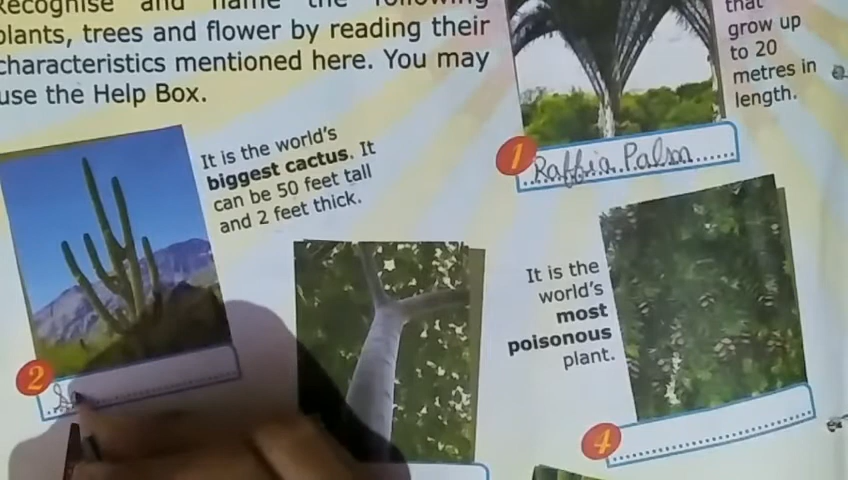 Recognise and name the following
plants, trees and flower by reading their
characteristics mentioned here. You may
use the Help Box.
that
grow up
to 20
metres in
length.
1
Raffia Palm
It is the world's
biggest cactus. It
can be 50 feet tall
and 2 feet thick.
2
It is the
world's
most
poisonous
plant.
4